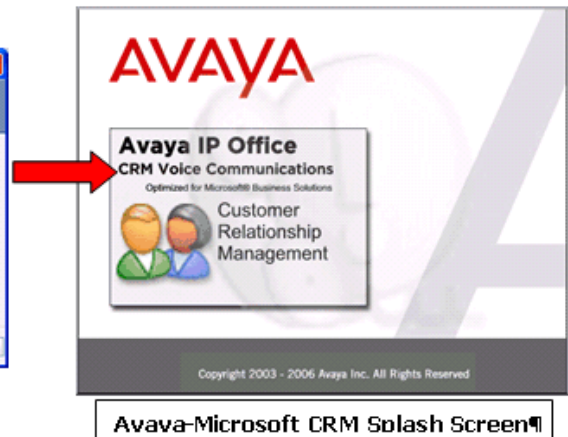 AVAYA
Avaya IP Office
CRM Voice Communications
Optimized for Microsoft® Business Solutions
Customer
Relationship
Management
Copyright 2003 - 2006 Avaya Inc. All Rights Reserved
Avaya-Microsoft CRM Splash Screen¶